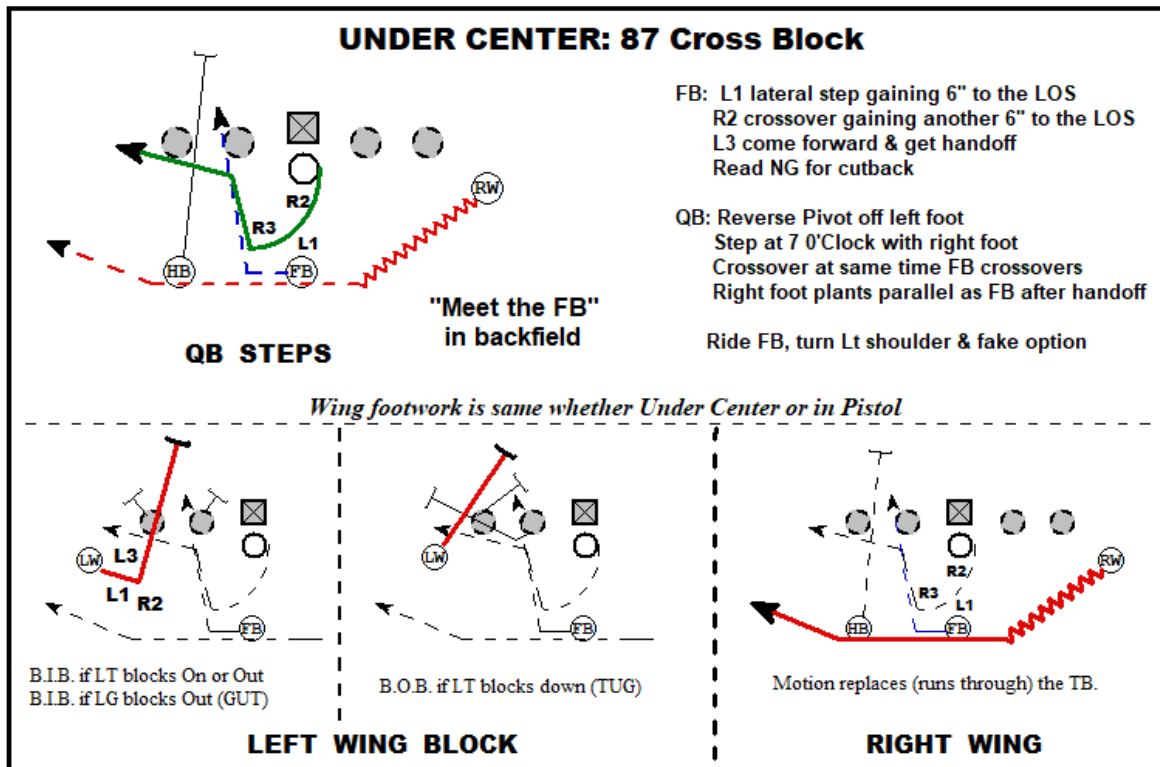 UNDER CENTER: 87 Cross Block
FB: L1 lateral step gaining 6" to the LOS
R2 crossover gaining another 6" to the LOS
L3 come forward & get handoff
Read NG for cutback
QB: Reverse Pivot off left foot
Step at 7 0'Clock with right foot
Crossover at same time FB crossovers
Right foot plants parallel as FB after handoff
Ride FB, turn Lt shoulder & fake option
RW
R2
R3
L1
HB
FB
"Meet the FB"
in backfield
QB STEPS
Wing footwork is same whether Under Center or in Pistol
LW
L3
L1
R2
FB
B.I.B. if LT blocks On or Out
B.I.B. if LG blocks Out (GUT)
LW
FB
B.O.B. if LT blocks down (TUG)
LEFT WING BLOCK
RW
R2
R3
L1
HB
FB
Motion replaces (runs through) the TB.
RIGHT WING